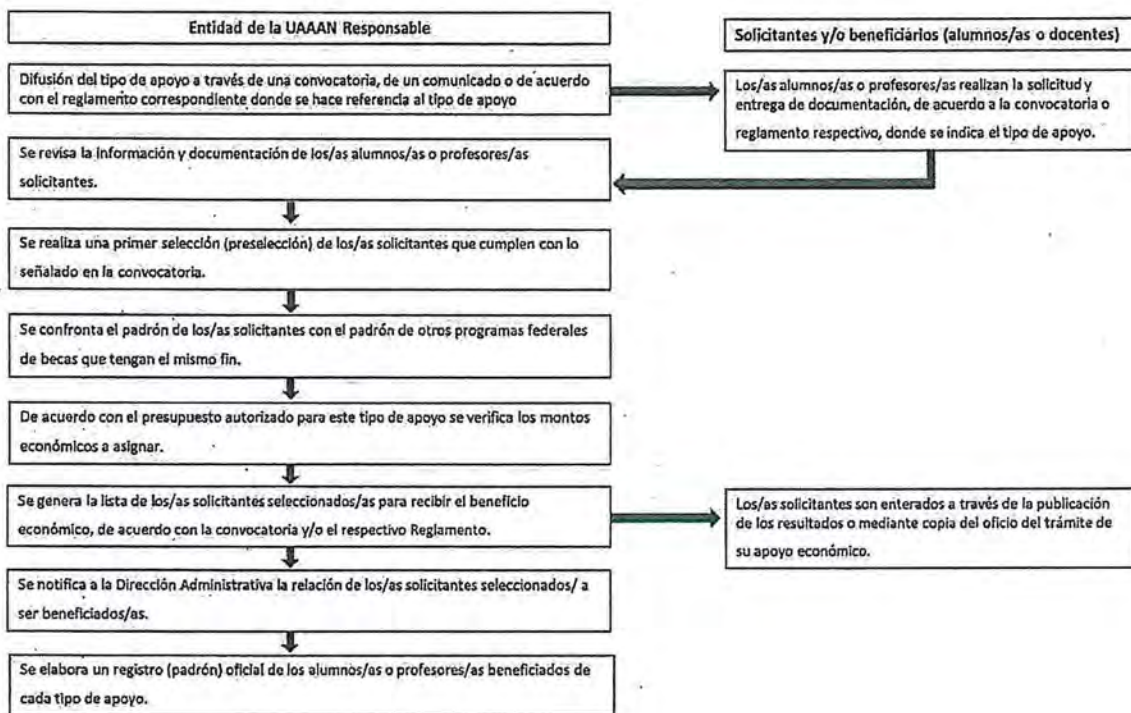 Entidad de la UAAAN Responsable
Solicitantes y/o beneficiários (alumnos/as o docentes)
Difusión del tipo de apoyo a través de una convocatoria, de un comunicado o de acuerdo
con el reglamento correspondiente donde se hace referencia al tipo de apoyo
Los/as alumnos/as o profesores/as realizan la solicitud y
entrega de documentación, de acuerdo a la convocatoria o
reglamento respectivo, donde se indica el tipo de apoyo.
Se revisa la información y documentación de los/as alumnos/as o profesores/as
solicitantes.
Se realiza una primer selección (preselección) de los/as solicitantes que cumplen con lo
señalado en la convocatoria.
Se confronta el padrón de los/as solicitantes con el padrón de otros programas federales
de becas que tengan el mismo fin.
De acuerdo con el presupuesto autorizado para este tipo de apoyo se verifica los montos
económicos a asignar.
Se genera la lista de los/as solicitantes seleccionados/as para recibir el beneficio
económico, de acuerdo con la convocatoria y/o el respectivo Reglamento.
Los/as solicitantes son enterados a través de la publicación
de los resultados o mediante copia del oficio del trámite de
su apoyo económico.
Se notifica a la Dirección Administrativa la relación de los/as solicitantes seleccionados/ a
ser beneficiados/as.
Se elabora un registro (padrón) oficial de los alumnos/as o profesores/as beneficiados de
cada tipo de apoyo.